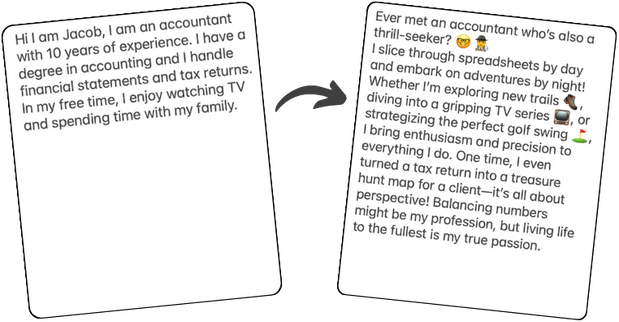 Hi I am Jacob, I am an accountant
with 10 years of experience. I have a
degree in accounting and I handle
financial statements and tax returns.
In my free time, I enjoy watching TV
and spending time with my family.
Ever met an accountant who's also a
thrill-seeker? 🤓 🕵️
I slice through spreadsheets by day
and embark on adventures by night!
Whether I'm exploring new trails 🥾,
diving into a gripping TV series 📺, or
strategizing the perfect golf swing ⛳,
I bring enthusiasm and precision to
everything I do. One time, I even
turned a tax return into a treasure
hunt map for a client—it's all about
perspective! Balancing numbers
might be my profession, but living life
to the fullest is my true passion.